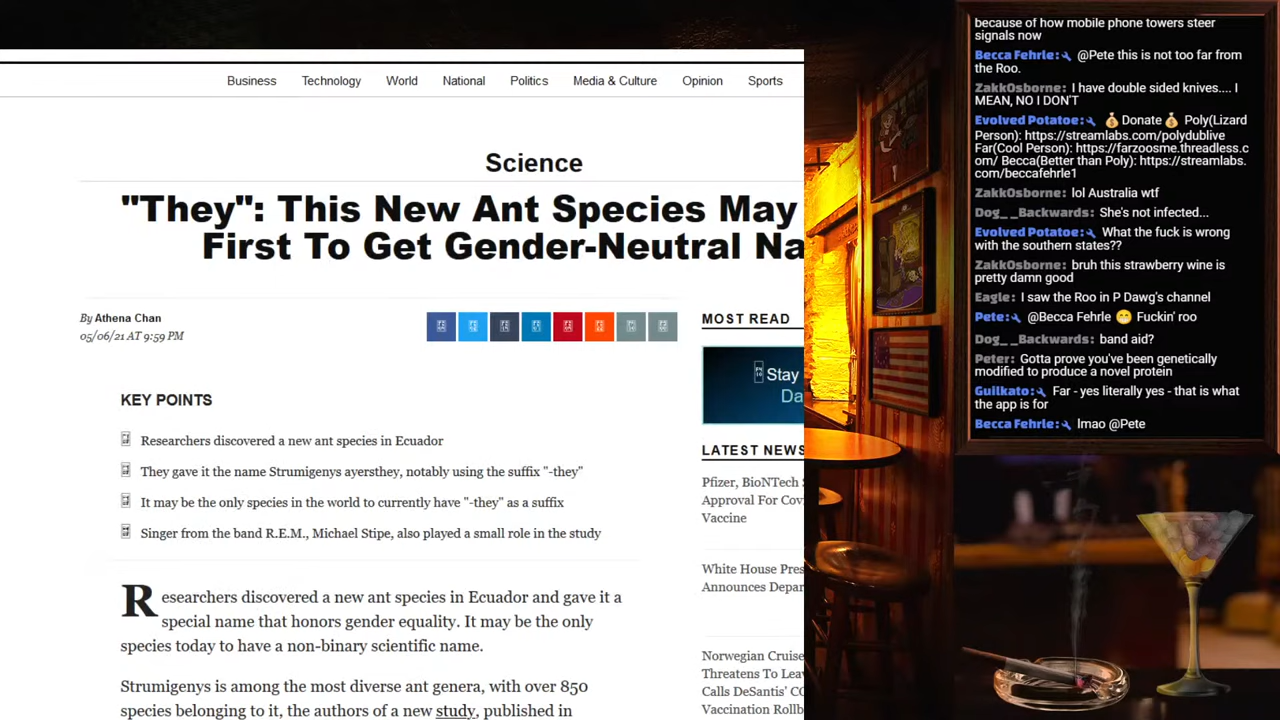 Business Technology World National Politics Media & Culture Opinion Sports
Science
"They": This New Ant Species May
First To Get Gender-Neutral Na
By Athena Chan
05/06/21 AT 9:59 PM
KEY POINTS
Researchers discovered a new ant species in Ecuador
They gave it the name Strumigenys ayersthey, notably using the suffix "-they"
It may be the only species in the world to currently have "-they" as a suffix
Singer from the band R.E.M., Michael Stipe, also played a small role in the study
Researchers discovered a new ant species in Ecuador and gave it a
special name that honors gender equality. It may be the only
species today to have a non-binary scientific name.
Strumigenys is among the most diverse ant genera, with over 850
species belonging to it, the authors of a new study, published in
MOST READ
Stay
Da
LATEST NEWS
Pfizer, BioNTech S
Approval For Cov
Vaccine
White House Pres
Announces Depar
Norwegian Cruise
Threatens To Leav
Calls DeSantis' CO
Vaccination Rollb
because of how mobile phone towers steer
signals now
Becca Fehrle: @Pete this is not too far from
the Roo.
ZakkOsborne: I have double sided knives.... I
MEAN, NO I DON'T
Evolved Potatoe: 💰 Donate 💰 Poly(Lizard
Person): https://streamlabs.com/polydublive
Far(Cool Person): https://farzoosme.threadless.c
om/ Becca(Better than Poly): https://streamlabs.
com/beccafehrle1
ZakkOsborne: lol Australia wtf
Dog_ _Backwards: She's not infected...
Evolved Potatoe: What the fuck is wrong
with the southern states??
ZakkOsborne: bruh this strawberry wine is
pretty damn good
Eagle: I saw the Roo in P Dawg's channel
Pete: @Becca Fehrle 😁 Fuckin' roo
Dog_ _Backwards: band aid?
Peter: Gotta prove you've been genetically
modified to produce a novel protein
Guilkato: Far - yes literally yes - that is what
the app is for
Becca Fehrle: lmao @Pete